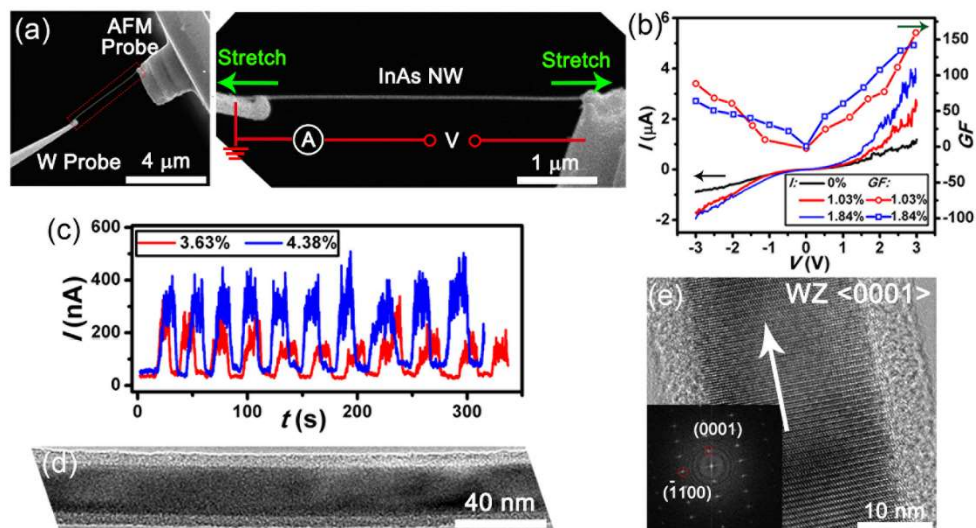 (a)
AFM
Probe
W Probe
4 μm
Stretch
Stretch
InAs NW
A
V
1 μm
(b)
I (μA)
6
4
2
0
-2
GF
150
100
50
0
-50
-100
I: GF:
0%
1.03% 1.03%
1.84% 1.84%
-3 -2 -1 0 1 2 3
V (V)
(c)
I (nA)
600
400
200
0
3.63% 4.38%
0 100 200 300
t (s)
(d)
40 nm
(e)
WZ <0001>
(0001)
(1̄100)
10 nm